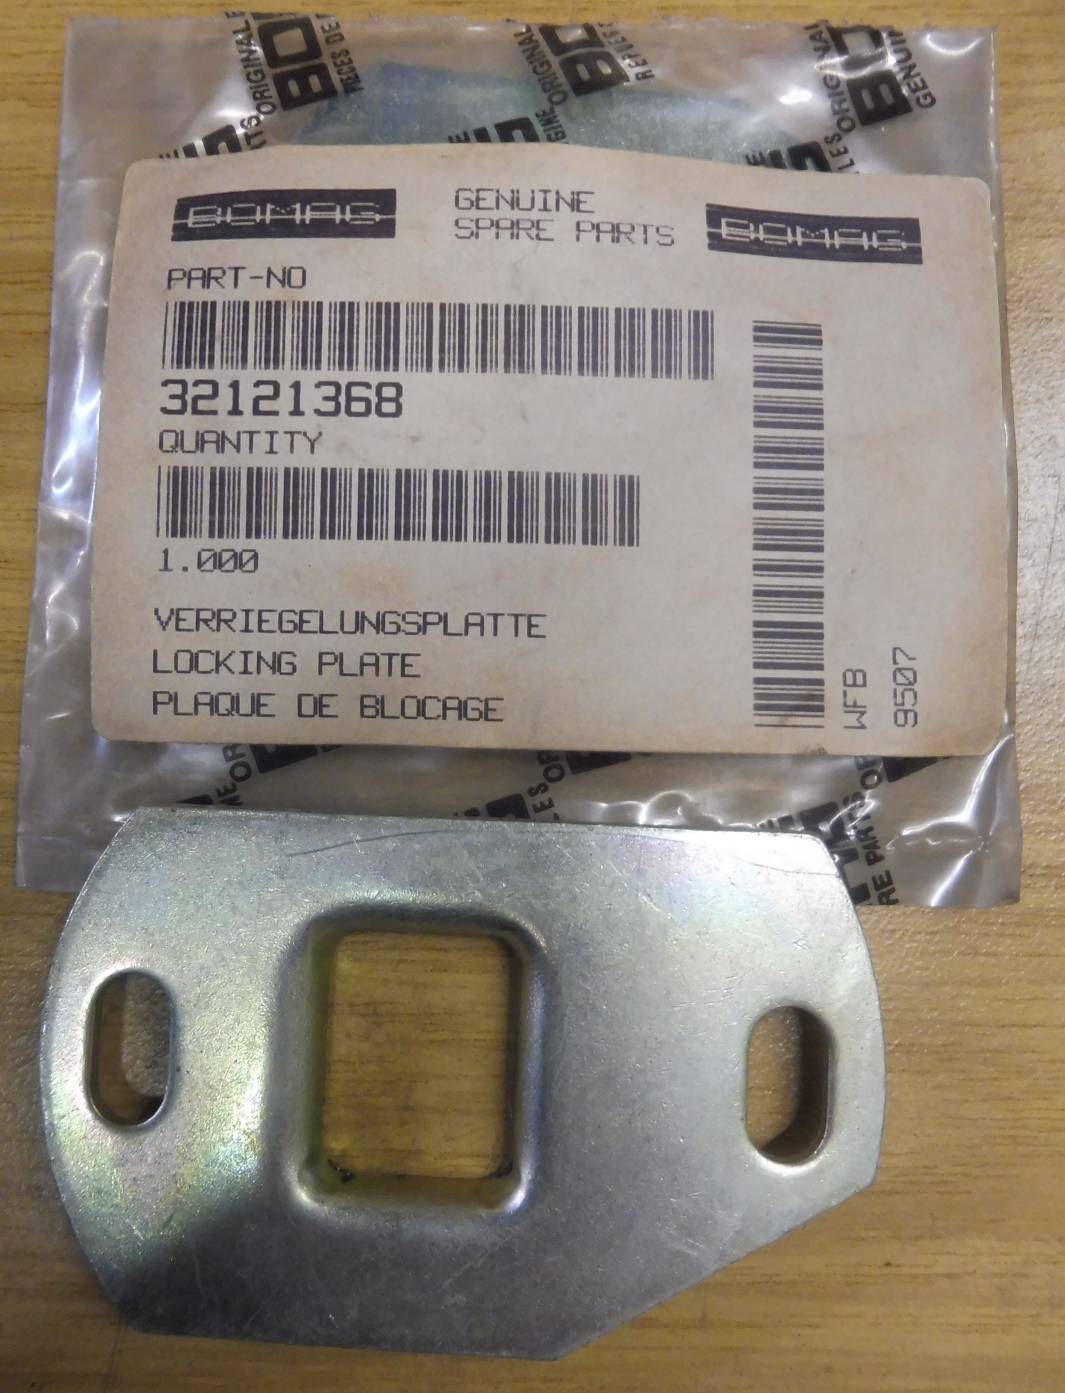 BOMAG
GENUINE
SPARE PARTS
BOMAG
PART-NO
32121368
QUANTITY
1.000
VERRIEGELUNGSPLATTE
LOCKING PLATE
PLAQUE DE BLOCAGE
WFB
9507